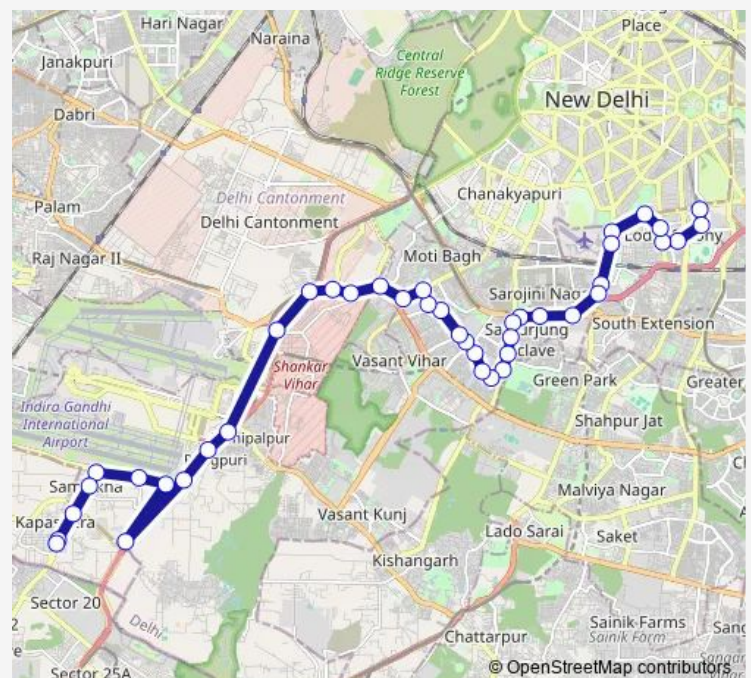 Hari Nagar
Place
Naraina
Janakpuri
Central
Ridge Reserve
Forest
New Delhi
Dabri
Chanakyapuri
Delhi Cantonment
Palam
Delhi Cantonment
Raj Nagar II
Moti Bagh
Sarojini
South Extension
Shankar
Vihar
Vasant Vihar
Green Park
Greater
Indira Gandhi
International
Airport
Shahpur Jat
Malviya Nagar
Vasant Kunj
Lado Sarai
Saket
Kishangarh
Sector 20
Delhi
Sainik Farms
Sainik Farm
Chattarpur
Sector 25A
© OpenStreetMap contributors